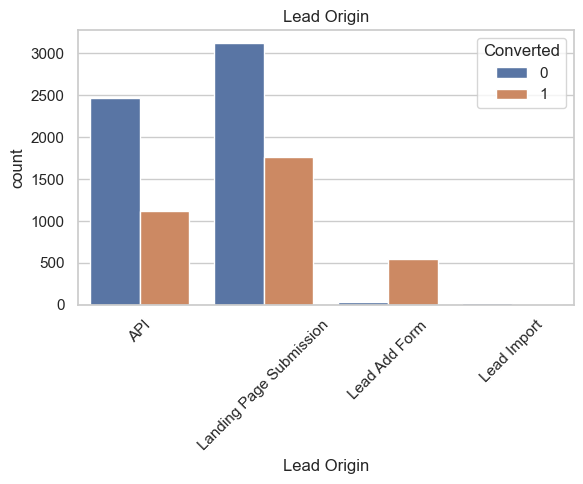 Lead Origin
Converted
0
1
3000
2500
2000
1500
1000
500
0
count
API
Landing Page Submission
Lead Add Form
Lead Import
Lead Origin